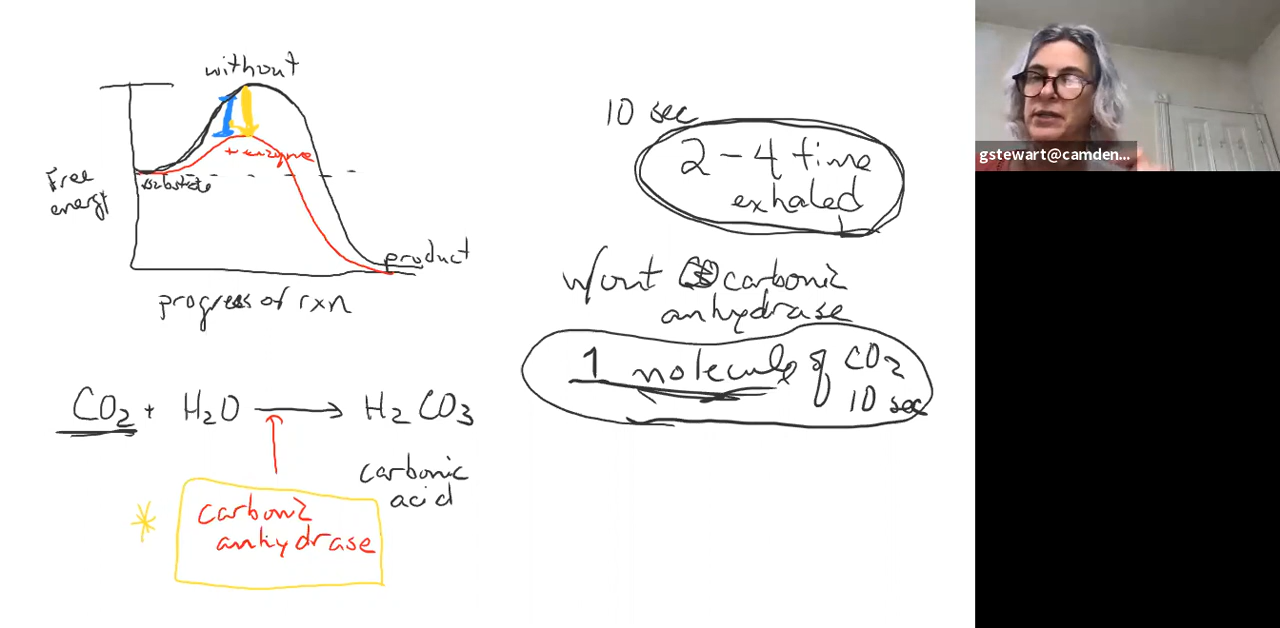 without
+ enzyme
substrate
Free
energy
product
progress of rxn
CO2 + H2O → H2CO3
carbonic
acid
*
carbonic
anhydrase
10 sec
2-4 time
exhaled
w/out carbonic
anhydrase
1 molecule of CO2
10 sec
gstewart@camden...